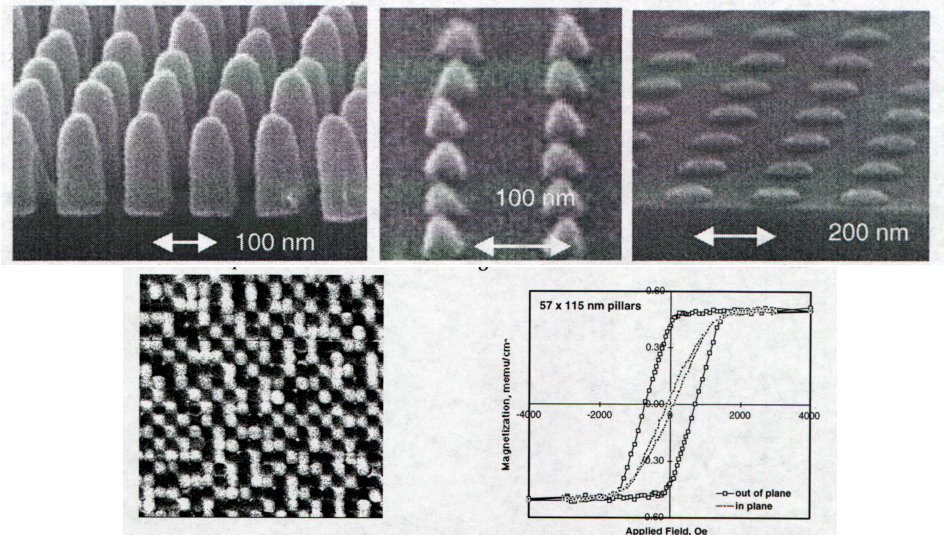 100 nm
100 nm
200 nm
57 x 115 nm pillars
0.60
0.30
0.00
-4000
-2000
0
2000
4000
0.30
0.60
Magnetization, memu/cm
out of plane
in plane
Applied Field, Oe